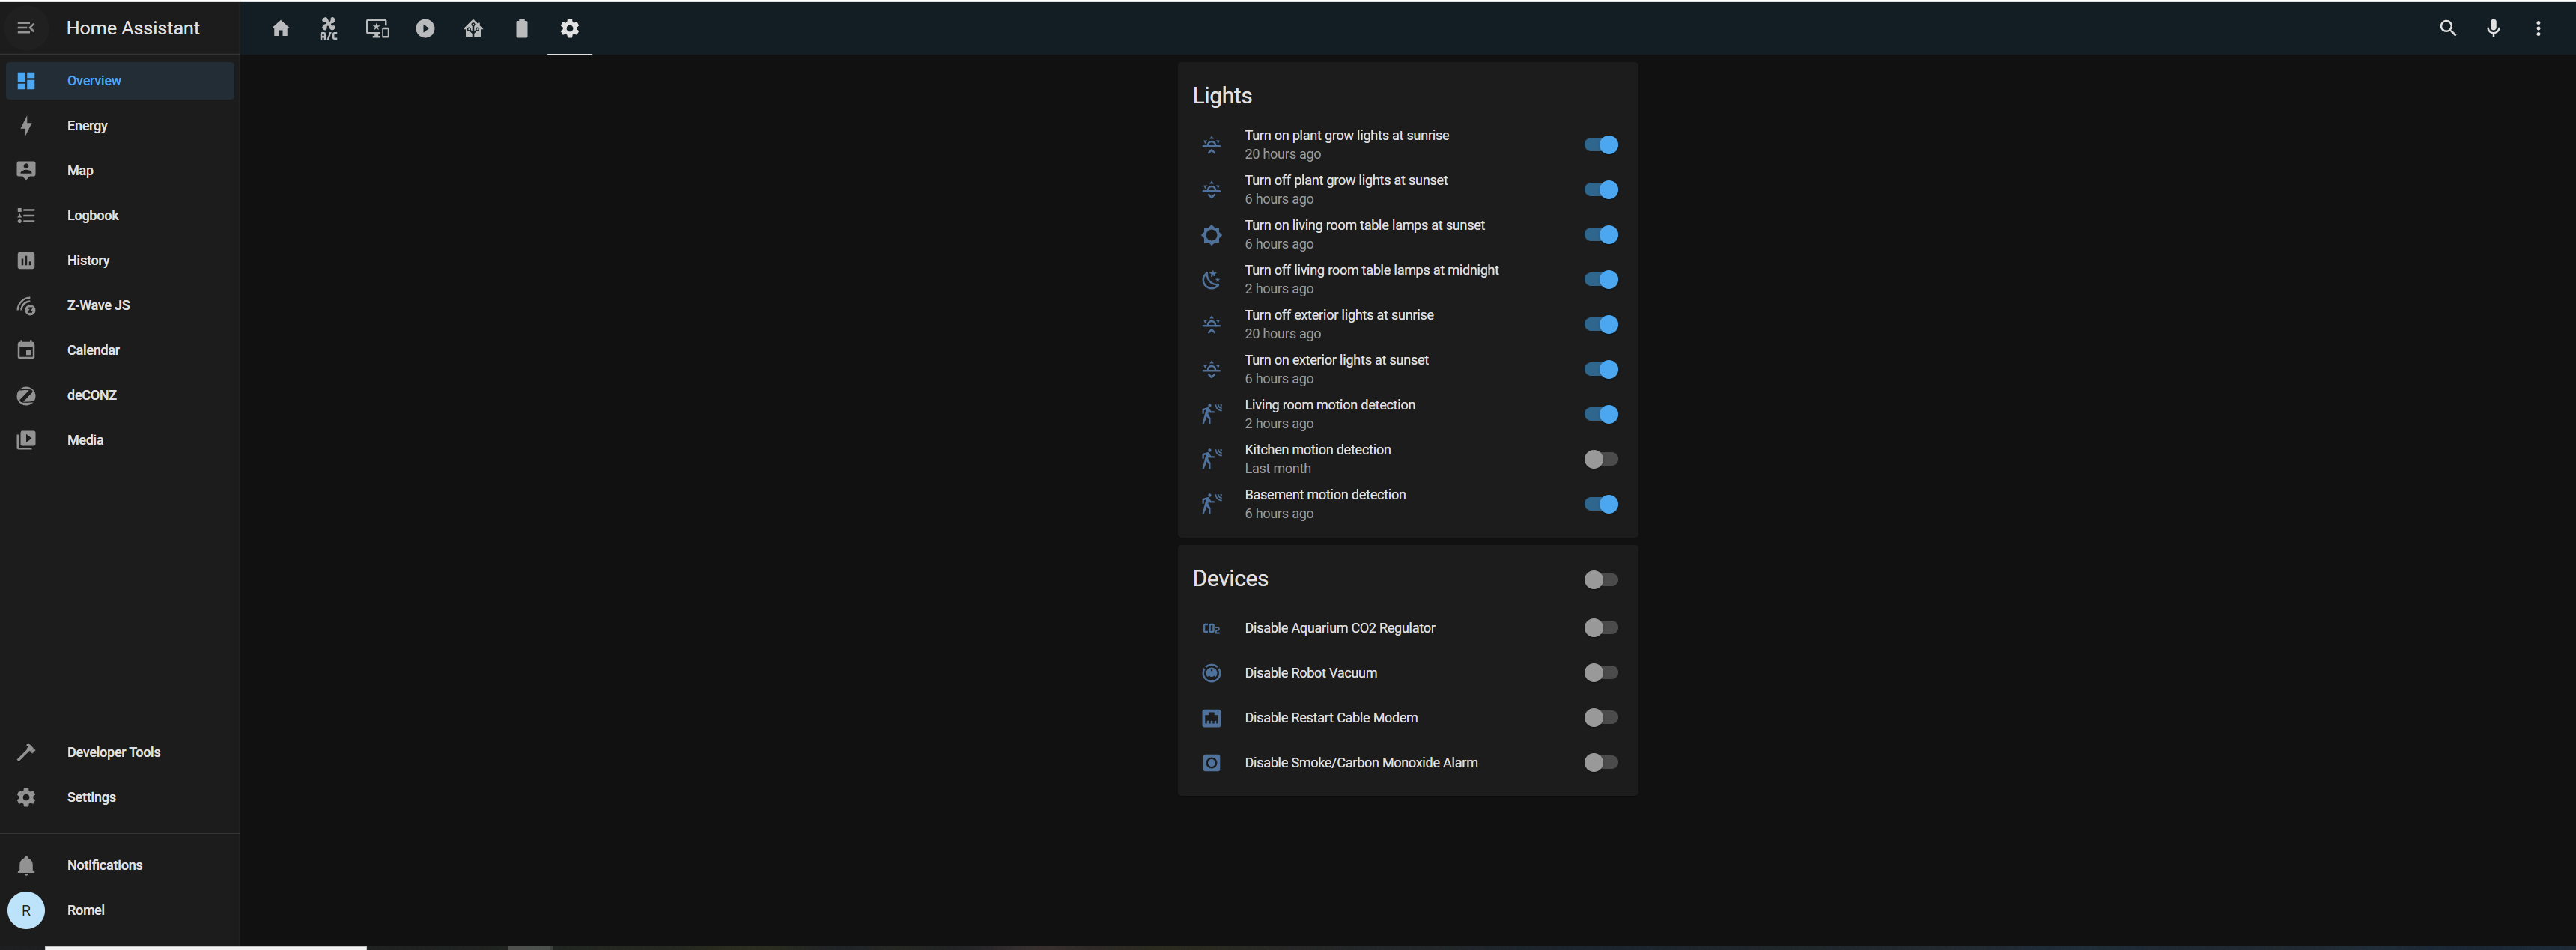 Home Assistant
A/C
Overview
Energy
Map
Logbook
History
Z-Wave JS
Calendar
deCONZ
Media
Developer Tools
Settings
Notifications
R
Romel
Lights
Turn on plant grow lights at sunrise
20 hours ago
Turn off plant grow lights at sunset
6 hours ago
Turn on living room table lamps at sunset
6 hours ago
Turn off living room table lamps at midnight
2 hours ago
Turn off exterior lights at sunrise
20 hours ago
Turn on exterior lights at sunset
6 hours ago
Living room motion detection
2 hours ago
Kitchen motion detection
Last month
Basement motion detection
6 hours ago
Devices
CO2 Disable Aquarium CO2 Regulator
Disable Robot Vacuum
Disable Restart Cable Modem
Disable Smoke/Carbon Monoxide Alarm